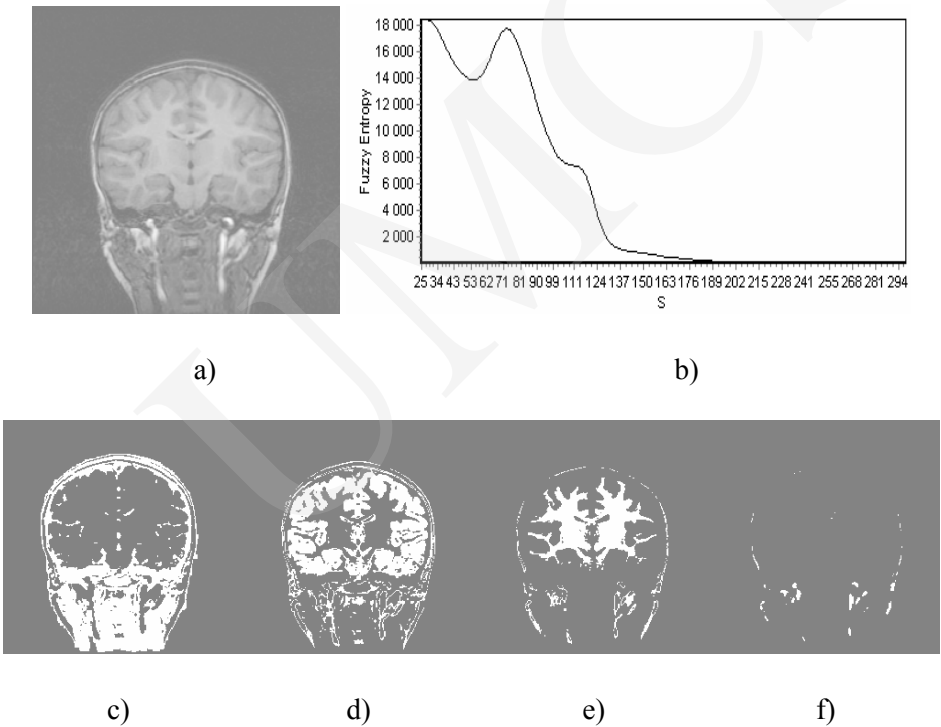 18 000
16 000
14 000
12 000
10 000
8 000
6 000
4 000
2 000
Fuzzy Entropy
25 34 43 53 62 71 81 90 99 111 124 137 150 163 176 189 202 215 228 241 255 268 281 294
S
a)
b)
UMCS
c)
d)
e)
f)